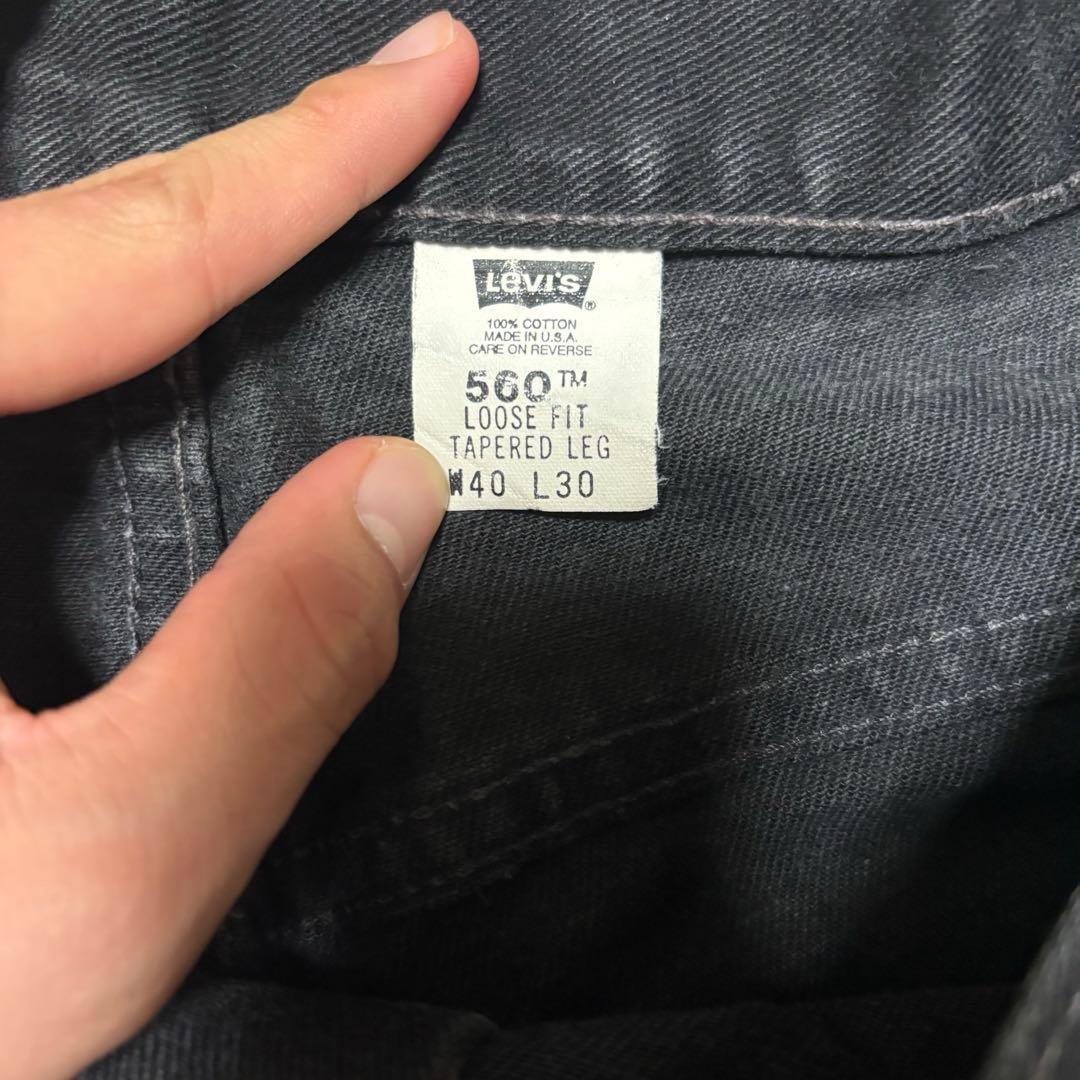 Levi's®
100% COTTON
MADE IN U.S.A.
CARE ON REVERSE
560™
LOOSE FIT
TAPERED LEG
W40 L30